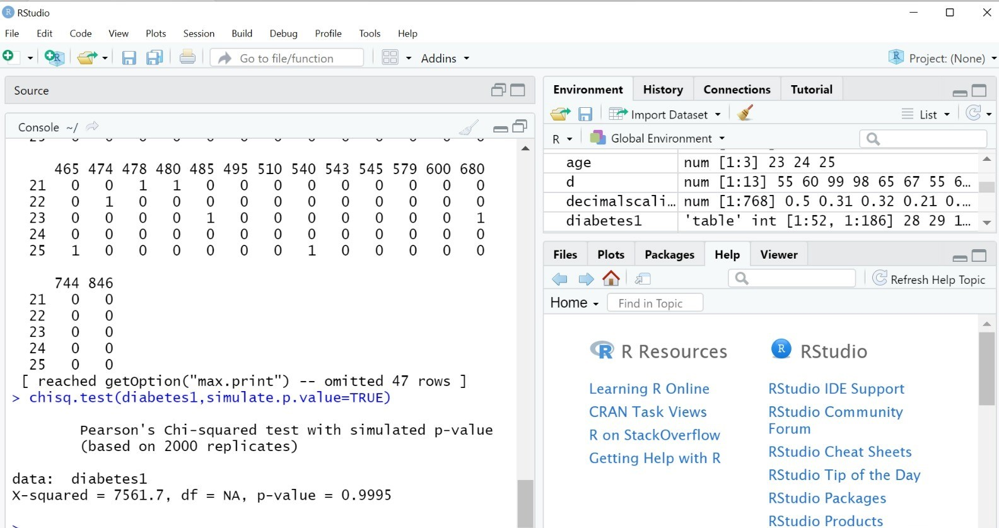 RStudio
File Edit Code View Plots Session Build Debug Profile Tools Help
Go to file/function Addins Project: (None)
Source
Console ~/
465 474 478 480 485 495 510 540 543 545 579 600 680
21 0 0 1 1 0 0 0 0 0 0 0 0 0
22 0 1 0 0 0 0 0 0 0 0 0 0 0
23 0 0 0 0 1 0 0 0 0 0 0 0 1
24 0 0 0 0 0 0 0 0 0 0 0 0 0
25 1 0 0 0 0 0 0 1 0 0 0 0 0
744 846
21 0 0
22 0 0
23 0 0
24 0 0
25 0 0
[ reached getOption("max.print") -- omitted 47 rows ]
> chisq.test(diabetes1,simulate.p.value=TRUE)
Pearson's Chi-squared test with simulated p-value
(based on 2000 replicates)
data: diabetes1
X-squared = 7561.7, df = NA, p-value = 0.9995
>
Environment History Connections Tutorial
Import Dataset List
R Global Environment
age num [1:3] 23 24 25
d num [1:13] 55 60 99 98 65 67 55 6...
decimalscali... num [1:768] 0.5 0.31 0.32 0.21 0....
diabetes1 'table' int [1:52, 1:186] 28 29 1...
Files Plots Packages Help Viewer
Refresh Help Topic
Home Find in Topic
R Resources
Learning R Online
CRAN Task Views
R on StackOverflow
Getting Help with R
R RStudio
RStudio IDE Support
RStudio Community
Forum
RStudio Cheat Sheets
RStudio Tip of the Day
RStudio Packages
RStudio Products